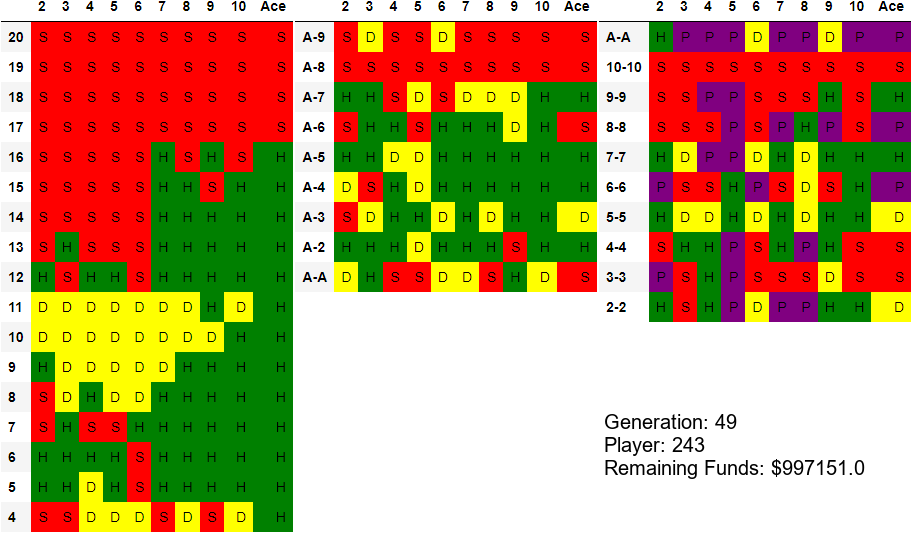 2 3 4 5 6 7 8 9 10 Ace
20 S S S S S S S S S S
19 S S S S S S S S S S
18 S S S S S S S S S S
17 S S S S S S S S S S
16 S S S S S H S H S H
15 S S S S S H H S H H
14 S S S S S H H H H H
13 S H S S S H H H H H
12 H S H H S H H H H H
11 D D D D D D D H D H
10 D D D D D D D D H H
9 H D D D D D H H H H
8 S D H D D H H H H H
7 S H S S H H H H H H
6 H H H H S H H H H H
5 H H D H S H H H H H
4 S S D D D S D S D H
2 3 4 5 6 7 8 9 10 Ace
A-9 S D S S D S S S S S
A-8 S S S S S S S S S S
A-7 H H S D S D D D H H
A-6 S H H S H H H D H S
A-5 H H D D H H H H H H
A-4 D S H D H H H H H H
A-3 S D H H D H D H H D
A-2 H H H D H H H S H H
A-A D H S S D D S H D S
2 3 4 5 6 7 8 9 10 Ace
A-A H P P P D P P D P P
10-10 S S S S S S S S S S
9-9 S S P P S S S H S H
8-8 S S S P S P H P S P
7-7 H D P P D H D H H H
6-6 P S S H P S D S H P
5-5 H D D H D H D H H D
4-4 S H H P S H P H S S
3-3 P S H P S S S D S S
2-2 H S H P D P P H H D
Generation: 49
Player: 243
Remaining Funds: $997151.0